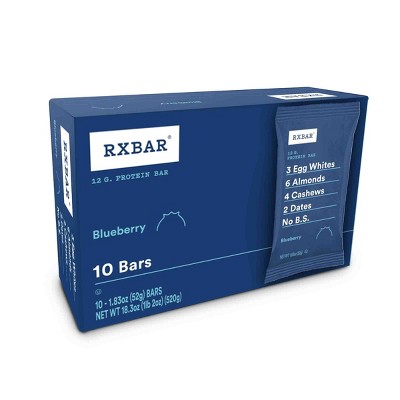 RXBAR®
12 G. PROTEIN BAR
Blueberry
10 Bars
10 - 1.83oz (52g) BARS
NET WT 18.3oz (1lb 2oz) (520g)
RXBAR
12 G.
PROTEIN BAR
3 Egg Whites
6 Almonds
4 Cashews
2 Dates
No B.S.
Blueberry
RXBAR